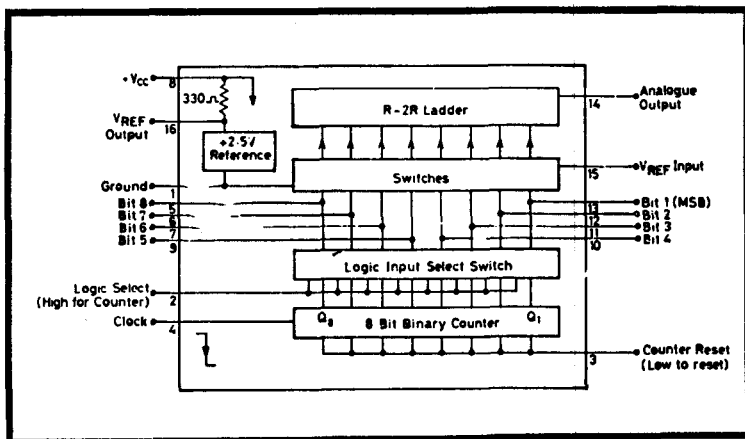 +Vcc
8
330Ω
VREF
Output
16
+2.5V
Reference
Ground
1
Bit 8
5
Bit 7
6
Bit 6
7
Bit 5
9
Logic Select
(High for Counter)
2
Clock
4
R-2R Ladder
Switches
Logic Input Select Switch
Q8
8 Bit Binary Counter
Q1
14
Analogue
Output
15
VREF Input
Bit 1 (MSB)
13
Bit 2
12
Bit 3
11
Bit 4
10
3
Counter Reset
(Low to reset)